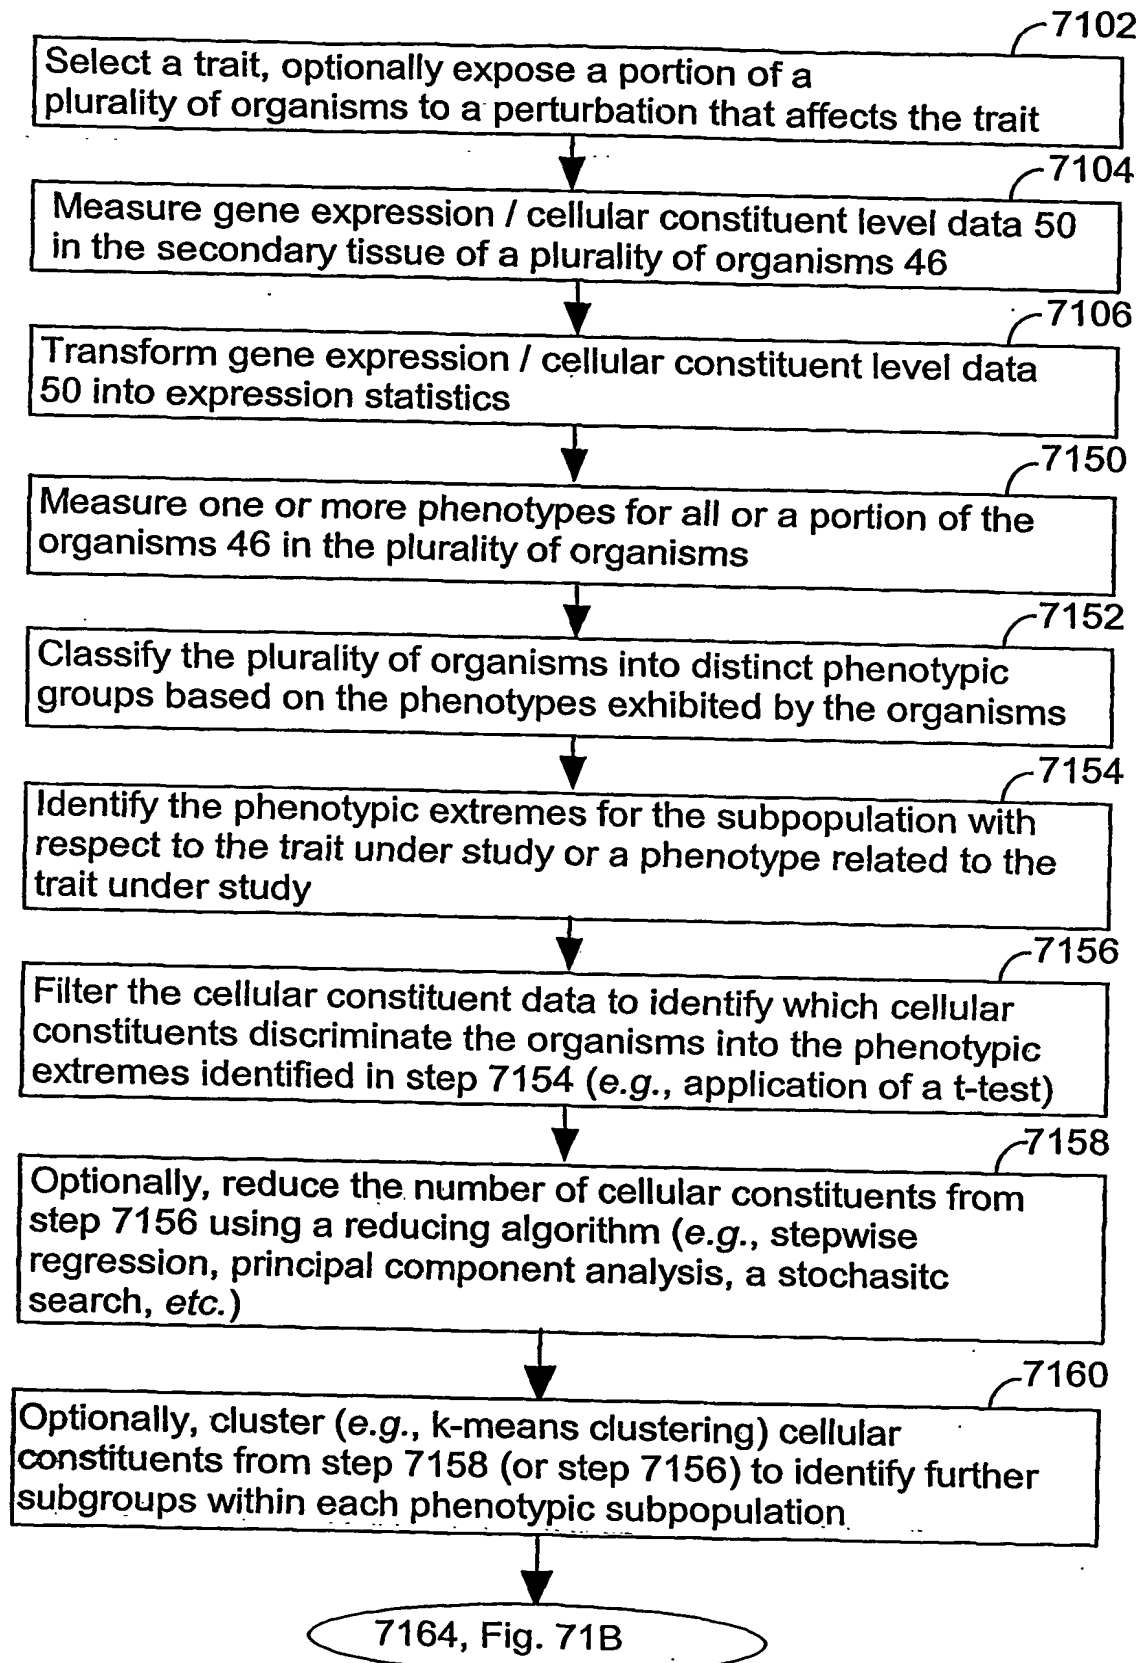 7102
Select a trait, optionally expose a portion of a
plurality of organisms to a perturbation that affects the trait
7104
Measure gene expression / cellular constituent level data 50
in the secondary tissue of a plurality of organisms 46
7106
Transform gene expression / cellular constituent level data
50 into expression statistics
7150
Measure one or more phenotypes for all or a portion of the
organisms 46 in the plurality of organisms
7152
Classify the plurality of organisms into distinct phenotypic
groups based on the phenotypes exhibited by the organisms
7154
Identify the phenotypic extremes for the subpopulation with
respect to the trait under study or a phenotype related to the
trait under study
7156
Filter the cellular constituent data to identify which cellular
constituents discriminate the organisms into the phenotypic
extremes identified in step 7154 (e.g., application of a t-test)
7158
Optionally, reduce the number of cellular constituents from
step 7156 using a reducing algorithm (e.g., stepwise
regression, principal component analysis, a stochasitc
search, etc.)
7160
Optionally, cluster (e.g., k-means clustering) cellular
constituents from step 7158 (or step 7156) to identify further
subgroups within each phenotypic subpopulation
7164, Fig. 71B